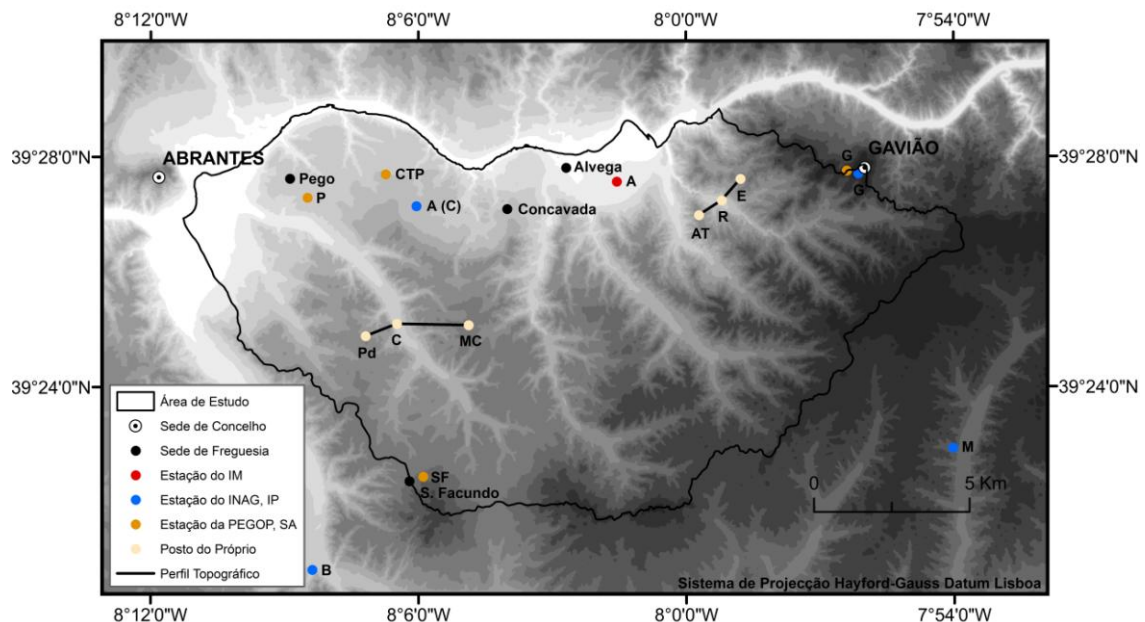 8°12'0"W 8°6'0"W 8°0'0"W 7°54'0"W
39°28'0"N 39°28'0"N
ABRANTES
Pego
P
CTP
A (C)
Concavada
Alvega
A
E
R
AT
G
GAVIÃO
G
Pd
C
MC
39°24'0"N 39°24'0"N
SF
S. Facundo
M
B
0 5 Km
Área de Estudo
Sede de Concelho
Sede de Freguesia
Estação do IM
Estação do INAG, IP
Estação da PEGOP, SA
Posto do Próprio
Perfil Topográfico
Sistema de Projecção Hayford-Gauss Datum Lisboa
8°12'0"W 8°6'0"W 8°0'0"W 7°54'0"W